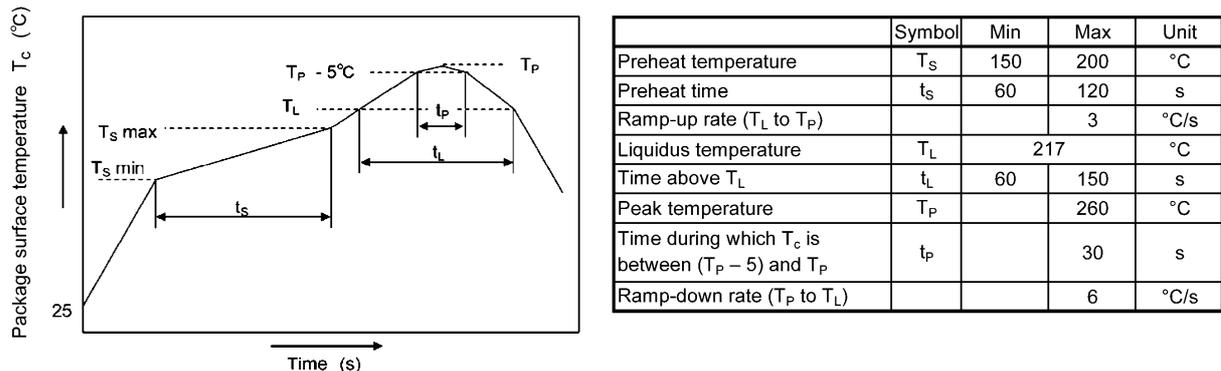 Package surface temperature T_c (°C)
T_P - 5°C
T_P
T_L
t_P
T_S max
t_L
T_S min
t_S
25
Time (s)
Symbol Min Max Unit
Preheat temperature T_S 150 200 °C
Preheat time t_S 60 120 s
Ramp-up rate (T_L to T_P) 3 °C/s
Liquidus temperature T_L 217 °C
Time above T_L t_L 60 150 s
Peak temperature T_P 260 °C
Time during which T_c is
between (T_P – 5) and T_P t_P 30 s
Ramp-down rate (T_P to T_L) 6 °C/s